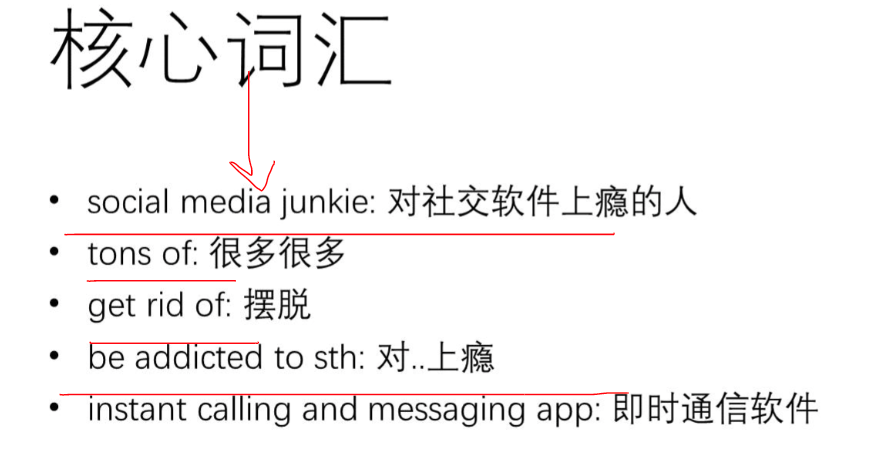 核心词汇
• social media junkie: 对社交软件上瘾的人
• tons of: 很多很多
• get rid of: 摆脱
• be addicted to sth: 对..上瘾
• instant calling and messaging app: 即时通信软件